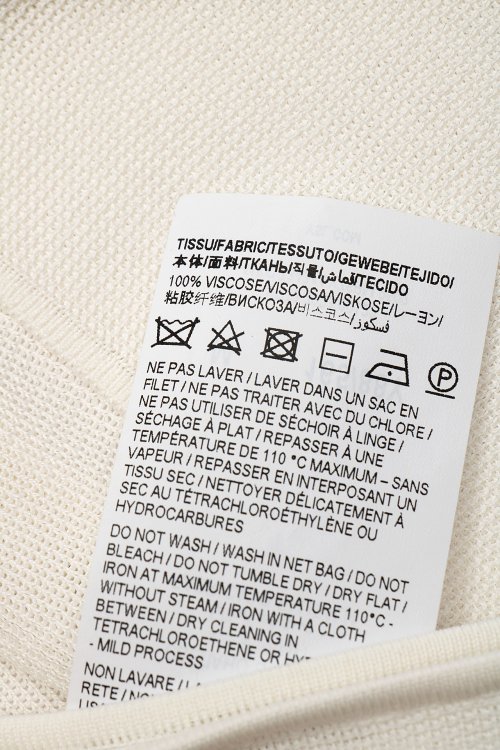 TISSU/FABRIC/TESSUTO/GEWEBE/TEJIDO/
本体/面料/ТКАНЬ/직물/قماش/TECIDO
100% VISCOSE/VISCOSA/VISKOSE/レーヨン/
粘胶纤维/ВИСКОЗА/비스코스/فسكوز
P
NE PAS LAVER / LAVER DANS UN SAC EN
FILET / NE PAS TRAITER AVEC DU CHLORE /
NE PAS UTILISER DE SÉCHOIR À LINGE /
SÉCHAGE À PLAT / REPASSER À UNE
TEMPÉRATURE DE 110 °C MAXIMUM – SANS
VAPEUR / REPASSER EN INTERPOSANT UN
TISSU SEC / NETTOYER DÉLICATEMENT À
SEC AU TÉTRACHLOROÉTHYLÈNE OU
HYDROCARBURES
DO NOT WASH / WASH IN NET BAG / DO NOT
BLEACH / DO NOT TUMBLE DRY / DRY FLAT /
IRON AT MAXIMUM TEMPERATURE 110°C -
WITHOUT STEAM / IRON WITH A CLOTH
BETWEEN / DRY CLEANING IN
TETRACHLOROETHENE OR
- MILD PROCESS
NON LAVARE /
RETE /